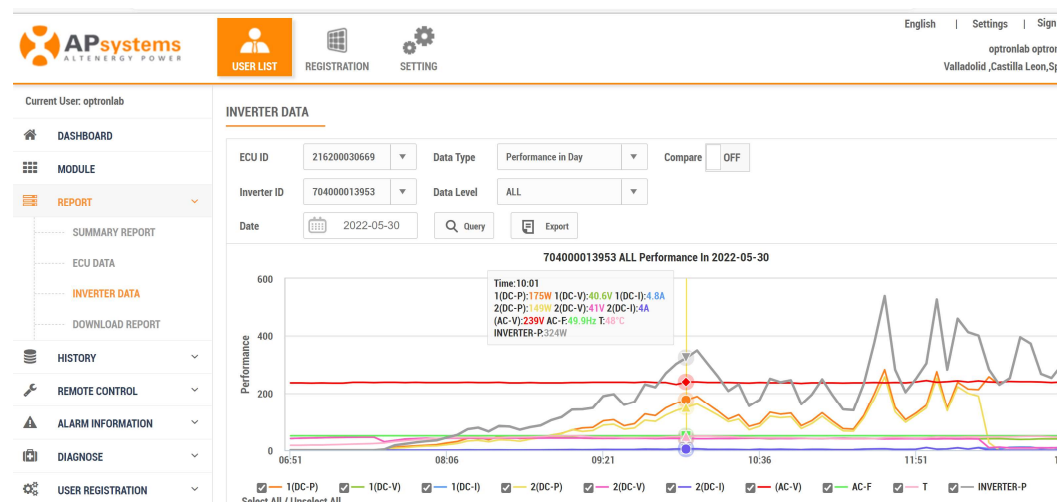 English | Settings | Sign
APsystems
ALTENERGY POWER
USER LIST
REGISTRATION
SETTING
optronlab optron
Valladolid ,Castilla Leon,Sp
Current User: optronlab
DASHBOARD
MODULE
REPORT
SUMMARY REPORT
ECU DATA
INVERTER DATA
DOWNLOAD REPORT
HISTORY
REMOTE CONTROL
ALARM INFORMATION
DIAGNOSE
USER REGISTRATION
INVERTER DATA
ECU ID 216200030669 Data Type Performance in Day Compare OFF
Inverter ID 704000013953 Data Level ALL
Date 2022-05-30 Query Export
704000013953 ALL Performance In 2022-05-30
Performance
600
400
200
0
Time:10:01
1(DC-P):175W 1(DC-V):40.6V 1(DC-I):4.8A
2(DC-P):149W 2(DC-V):41V 2(DC-I):4A
(AC-V):239V AC-F:49.9Hz T:48°C
INVERTER-P:324W
06:51 08:06 09:21 10:36 11:51 1
1(DC-P) 1(DC-V) 1(DC-I) 2(DC-P) 2(DC-V) 2(DC-I) (AC-V) AC-F T INVERTER-P
Select All / Unselect All